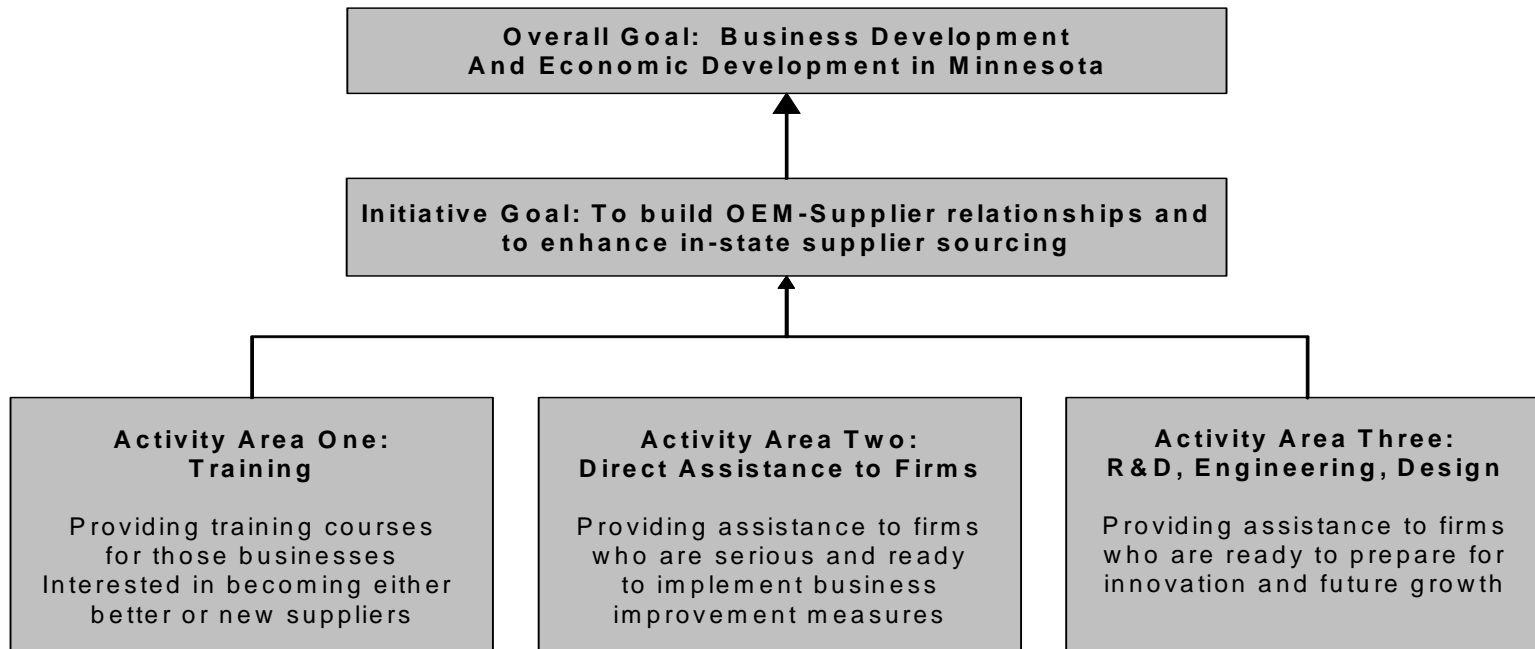 Overall Goal: Business Development
And Economic Development in Minnesota
Initiative Goal: To build OEM-Supplier relationships and
to enhance in-state supplier sourcing
Activity Area One:
Training
Providing training courses
for those businesses
Interested in becoming either
better or new suppliers
Activity Area Two:
Direct Assistance to Firms
Providing assistance to firms
who are serious and ready
to implement business
improvement measures
Activity Area Three:
R&D, Engineering, Design
Providing assistance to firms
who are ready to prepare for
innovation and future growth